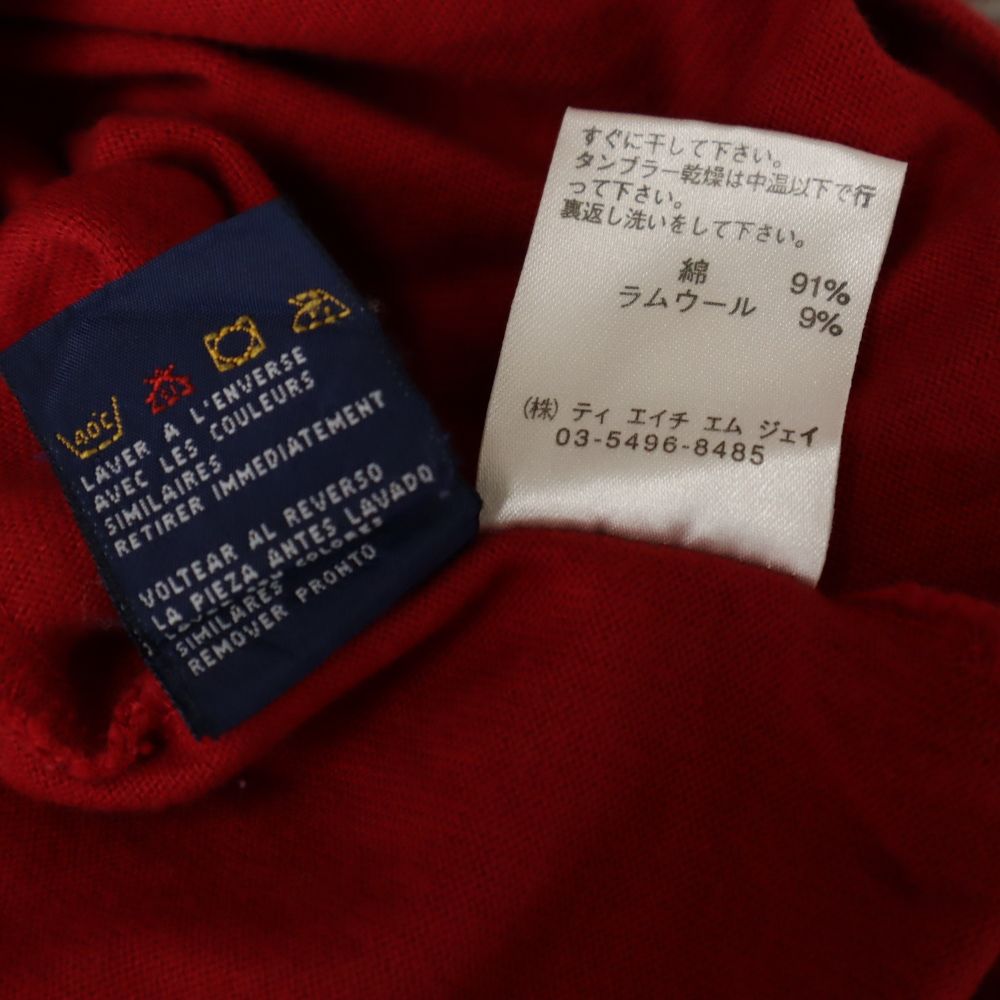 40°C
LAVER A L'ENVERSE
AVEC LES COULEURS
SIMILAIRES
RETIRER IMMEDIATEMENT
VOLTEAR AL REVERSO
LA PIEZA ANTES LAVADO
COLORES
SIMILARES
REMOVER PRONTO
すぐに干して下さい。
タンブラー乾燥は中温以下で行
って下さい。
裏返し洗いをして下さい。
綿 91%
ラムウール 9%
(株) ティ エイチ エム ジェイ
03-5496-8485